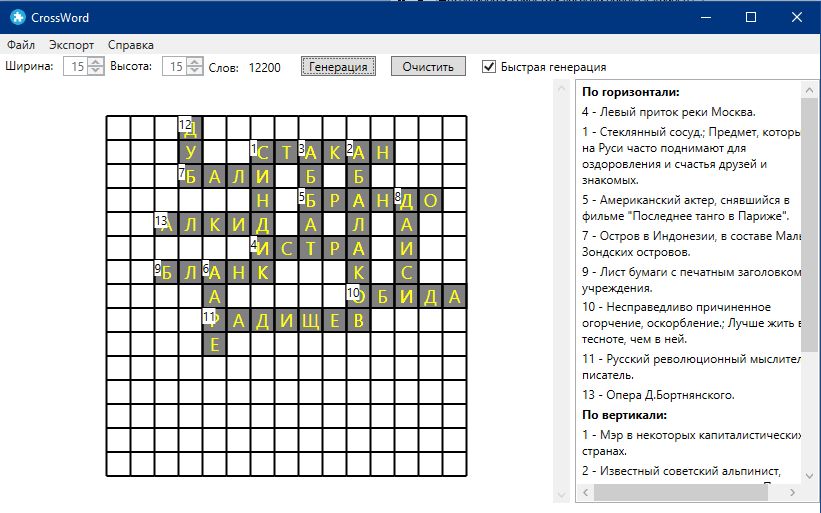 CrossWord
Файл Экспорт Справка
Ширина: 15 Высота: 15 Слов: 12200 Генерация Очистить Быстрая генерация
12 Д
У 1 С Т 3 А К 2 А Н
7 Б А Л И И Б Б
Н 5 Б Р А Н 8 Д О
13 А Л К И Д А Л А
4 И С Т Р А И
9 Б Л 6 А Н К К С
А 10 О Б И Д А
11 Р А Д И Щ Е В
Е
По горизонтали:
4 - Левый приток реки Москва.
1 - Стеклянный сосуд.; Предмет, которы
на Руси часто поднимают для
оздоровления и счастья друзей и
знакомых.
5 - Американский актер, снявшийся в
фильме "Последнее танго в Париже".
7 - Остров в Индонезии, в составе Мал
Зондских островов.
9 - Лист бумаги с печатным заголовком
учреждения.
10 - Несправедливо причиненное
огорчение, оскорбление.; Лучше жить в
тесноте, чем в ней.
11 - Русский революционный мыслител
писатель.
13 - Опера Д.Бортнянского.
По вертикали:
1 - Мэр в некоторых капиталистических
странах.
2 - Известный советский альпинист,